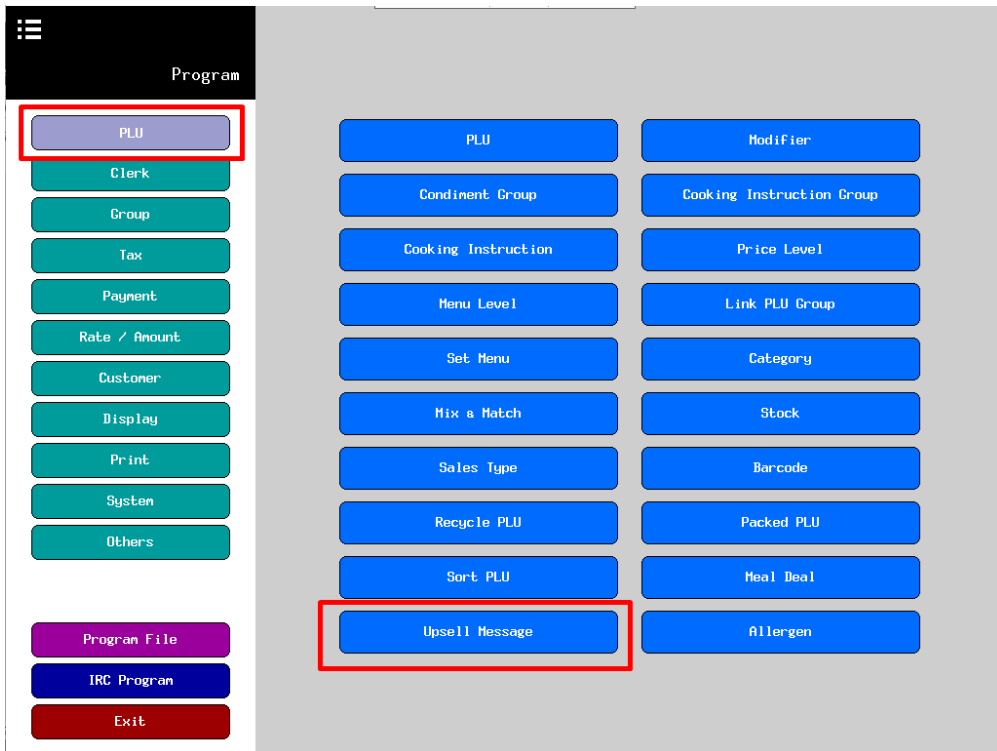 Program
PLU
Clerk
Group
Tax
Payment
Rate / Amount
Customer
Display
Print
System
Others
Program File
IRC Program
Exit
PLU
Modifier
Condiment Group
Cooking Instruction Group
Cooking Instruction
Price Level
Menu Level
Link PLU Group
Set Menu
Category
Mix & Match
Stock
Sales Type
Barcode
Recycle PLU
Packed PLU
Sort PLU
Meal Deal
Upsell Message
Allergen